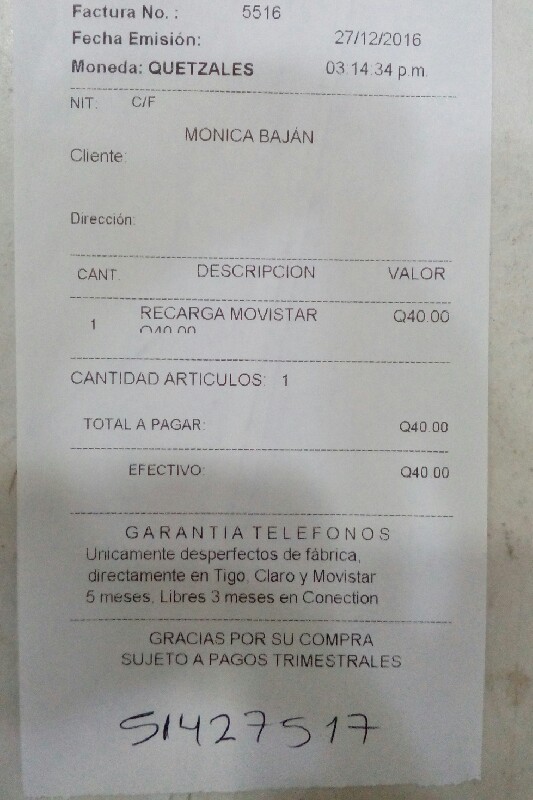 Factura No. : 5516
Fecha Emisión: 27/12/2016
Moneda: QUETZALES 03:14:34 p.m.
NIT. C/F
MONICA BAJÁN
Cliente:
Dirección:
CANT. DESCRIPCION VALOR
1 RECARGA MOVISTAR Q40.00
Q40.00
CANTIDAD ARTICULOS: 1
TOTAL A PAGAR: Q40.00
EFECTIVO: Q40.00
GARANTIA TELEFONOS
Unicamente desperfectos de fábrica,
directamente en Tigo, Claro y Movistar
5 meses, Libres 3 meses en Conection
GRACIAS POR SU COMPRA
SUJETO A PAGOS TRIMESTRALES
51427517